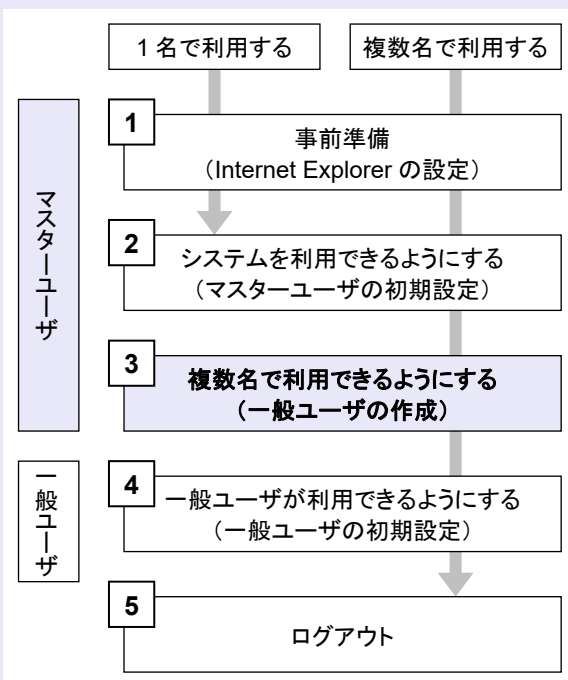 1 名で利用する
複数名で利用する
マスターユーザ
1
事前準備
（Internet Explorer の設定）
2
システムを利用できるようにする
（マスターユーザの初期設定）
3
複数名で利用できるようにする
（一般ユーザの作成）
一般ユーザ
4
一般ユーザが利用できるようにする
（一般ユーザの初期設定）
5
ログアウト